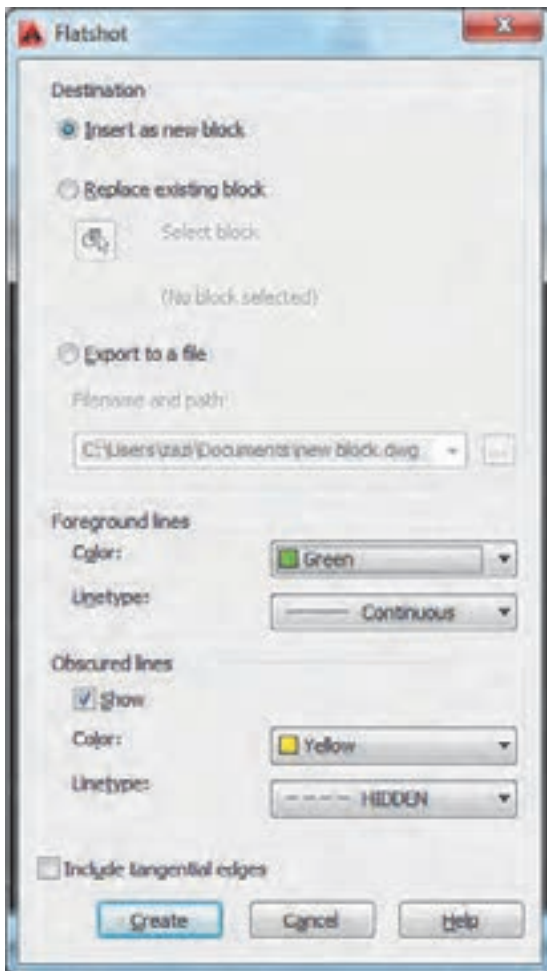 Flatshot
Destination
Insert as new block
Replace existing block
Select block
(No block selected)
Export to a file
Filename and path:
C:\Users\zazi\Documents\new block.dwg
Foreground lines
Color:
Green
Linetype:
Continuous
Obscured lines
Show
Color:
Yellow
Linetype:
HIDDEN
Include tangential edges
Create Cancel Help